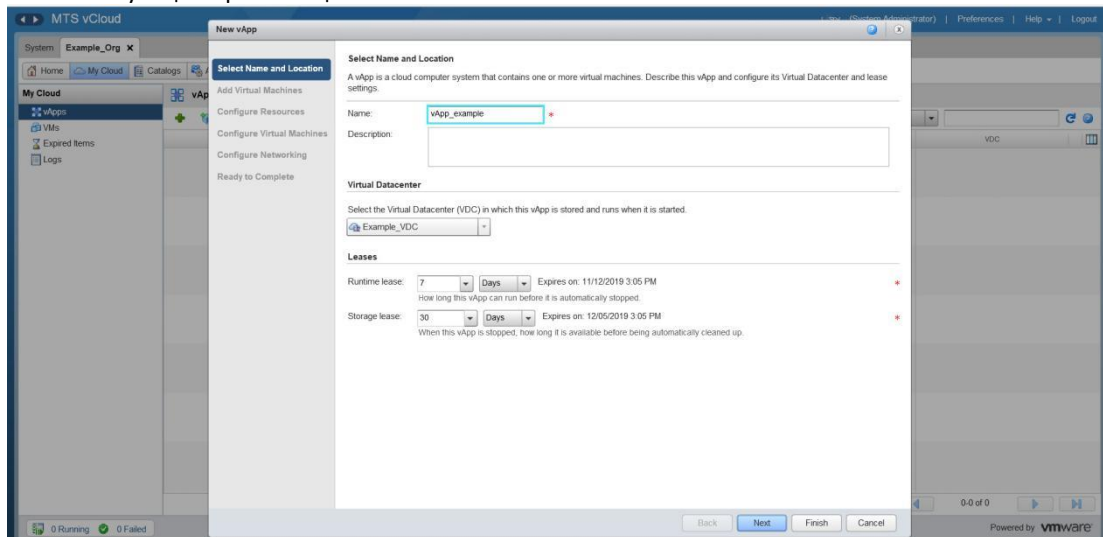 MTS vCloud
(System Administrator) | Preferences | Help | Logout
System Example_Org
Home My Cloud Catalogs
My Cloud
vApps
VMs
Expired Items
Logs
vAp
VDC
New vApp
Select Name and Location
Add Virtual Machines
Configure Resources
Configure Virtual Machines
Configure Networking
Ready to Complete
Select Name and Location
A vApp is a cloud computer system that contains one or more virtual machines. Describe this vApp and configure its Virtual Datacenter and lease
settings.
Name: vApp_example *
Description:
Virtual Datacenter
Select the Virtual Datacenter (VDC) in which this vApp is stored and runs when it is started.
Example_VDC
Leases
Runtime lease: 7 Days Expires on: 11/12/2019 3:05 PM *
How long this vApp can run before it is automatically stopped.
Storage lease: 30 Days Expires on: 12/05/2019 3:05 PM *
When this vApp is stopped, how long it is available before being automatically cleaned up.
0-0 of 0
Back Next Finish Cancel
0 Running 0 Failed
Powered by vmware